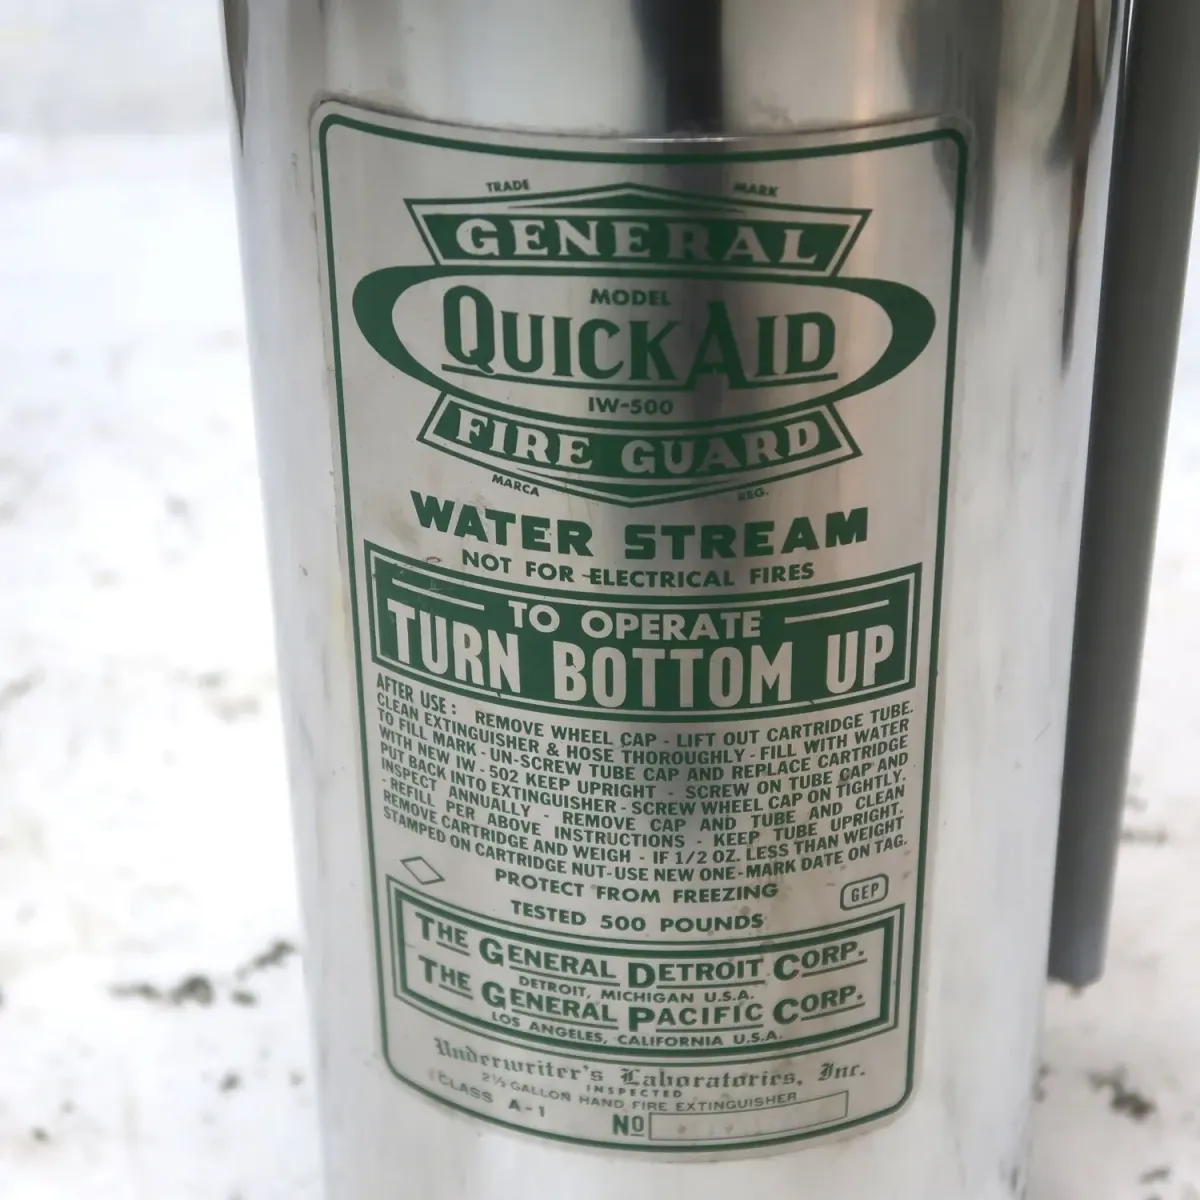 TRADE MARK
GENERAL
MODEL
QUICK AID
IW-500
FIRE GUARD
MARCA REG.
WATER STREAM
NOT FOR ELECTRICAL FIRES
TO OPERATE
TURN BOTTOM UP
AFTER USE: REMOVE WHEEL CAP - LIFT OUT CARTRIDGE TUBE.
CLEAN EXTINGUISHER & HOSE THOROUGHLY - FILL WITH WATER
TO FILL MARK - UN-SCREW TUBE CAP AND REPLACE CARTRIDGE
WITH NEW IW-502 KEEP UPRIGHT - SCREW ON TUBE CAP AND
PUT BACK INTO EXTINGUISHER - SCREW WHEEL CAP ON TIGHTLY.
INSPECT ANNUALLY - REMOVE CAP AND TUBE AND CLEAN
- REFILL PER ABOVE INSTRUCTIONS - KEEP TUBE UPRIGHT.
REMOVE CARTRIDGE AND WEIGH - IF 1/2 OZ. LESS THAN WEIGHT
STAMPED ON CARTRIDGE NUT-USE NEW ONE-MARK DATE ON TAG.
PROTECT FROM FREEZING
GEP
TESTED 500 POUNDS
THE GENERAL DETROIT CORP.
DETROIT, MICHIGAN U.S.A.
THE GENERAL PACIFIC CORP.
LOS ANGELES, CALIFORNIA U.S.A.
Underwriter's Laboratories, Inc.
INSPECTED
2½ GALLON HAND FIRE EXTINGUISHER
CLASS A-1
Nº